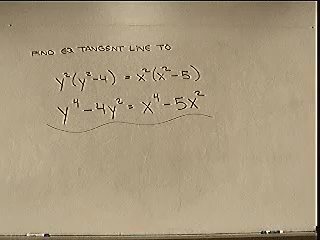 FIND EQ TANGENT LINE TO
y²(y²-4) = x²(x²-5)
y⁴-4y² = x⁴-5x²